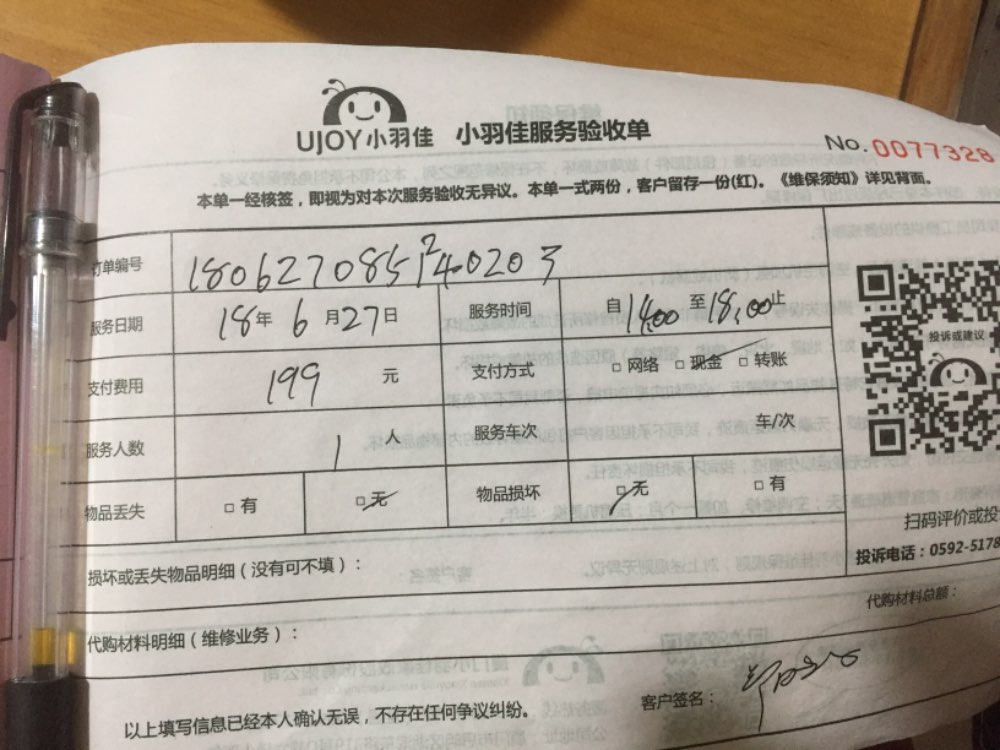 UJOY小羽佳 小羽佳服务验收单
No.0077328
本单一经核签，即视为对本次服务验收无异议。本单一式两份，客户留存一份(红)。《维保须知》详见背面。
订单编号 180627085124.0203
服务日期 18年 6月27日 服务时间 自14:00至18:00止
支付费用 199 元 支付方式 □网络 □现金 □转账
服务人数 1 人 服务车次 车/次
物品丢失 □有 □无 物品损坏 □无 □有
投诉或建议
扫码评价或投
投诉电话：0592-5178
损坏或丢失物品明细（没有可不填）：
代购材料总额：
代购材料明细（维修业务）：
以上填写信息已经本人确认无误，不存在任何争议纠纷。
客户签名：